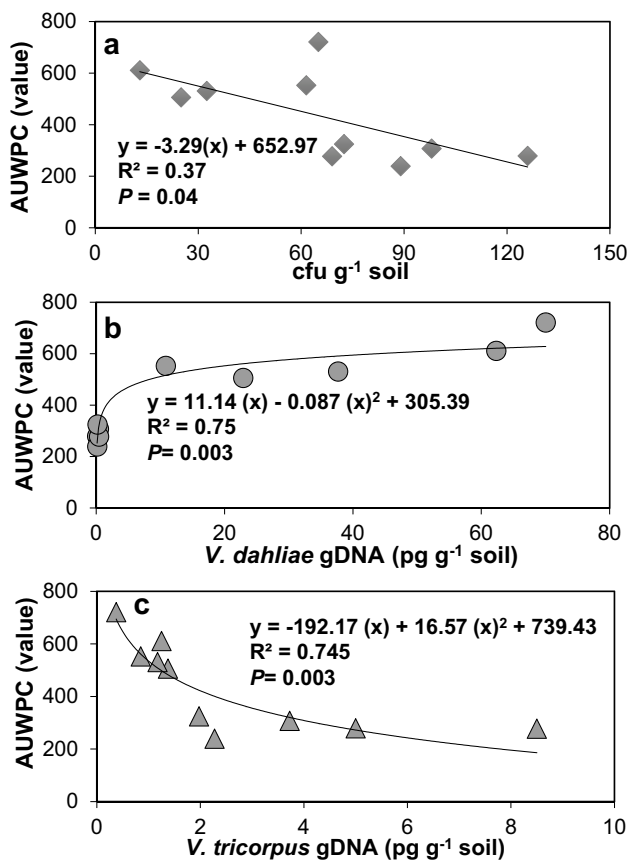 800
a
600
400
200
0
AUWPC (value)
y = -3.29(x) + 652.97
R² = 0.37
P = 0.04
0 30 60 90 120 150
cfu g⁻¹ soil
800
b
600
400
200
0
AUWPC (value)
y = 11.14 (x) - 0.087 (x)² + 305.39
R² = 0.75
P= 0.003
0 20 40 60 80
V. dahliae gDNA (pg g⁻¹ soil)
800
c
600
400
200
0
AUWPC (value)
y = -192.17 (x) + 16.57 (x)² + 739.43
R² = 0.745
P= 0.003
0 2 4 6 8 10
V. tricorpus gDNA (pg g⁻¹ soil)